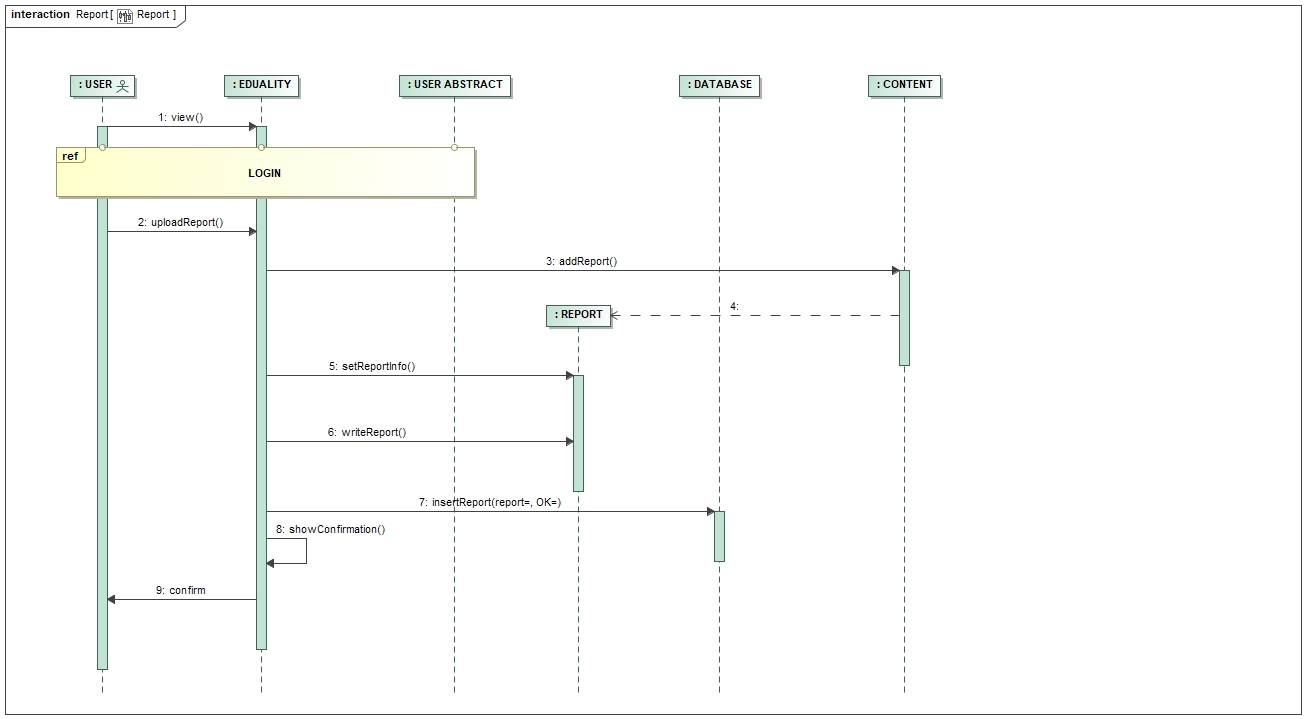 interaction Report[ Report ]
: USER
: EDUALITY
: USER ABSTRACT
: DATABASE
: CONTENT
1: view()
ref
LOGIN
2: uploadReport()
3: addReport()
4:
: REPORT
5: setReportInfo()
6: writeReport()
7: insertReport(report=, OK=)
8: showConfirmation()
9: confirm